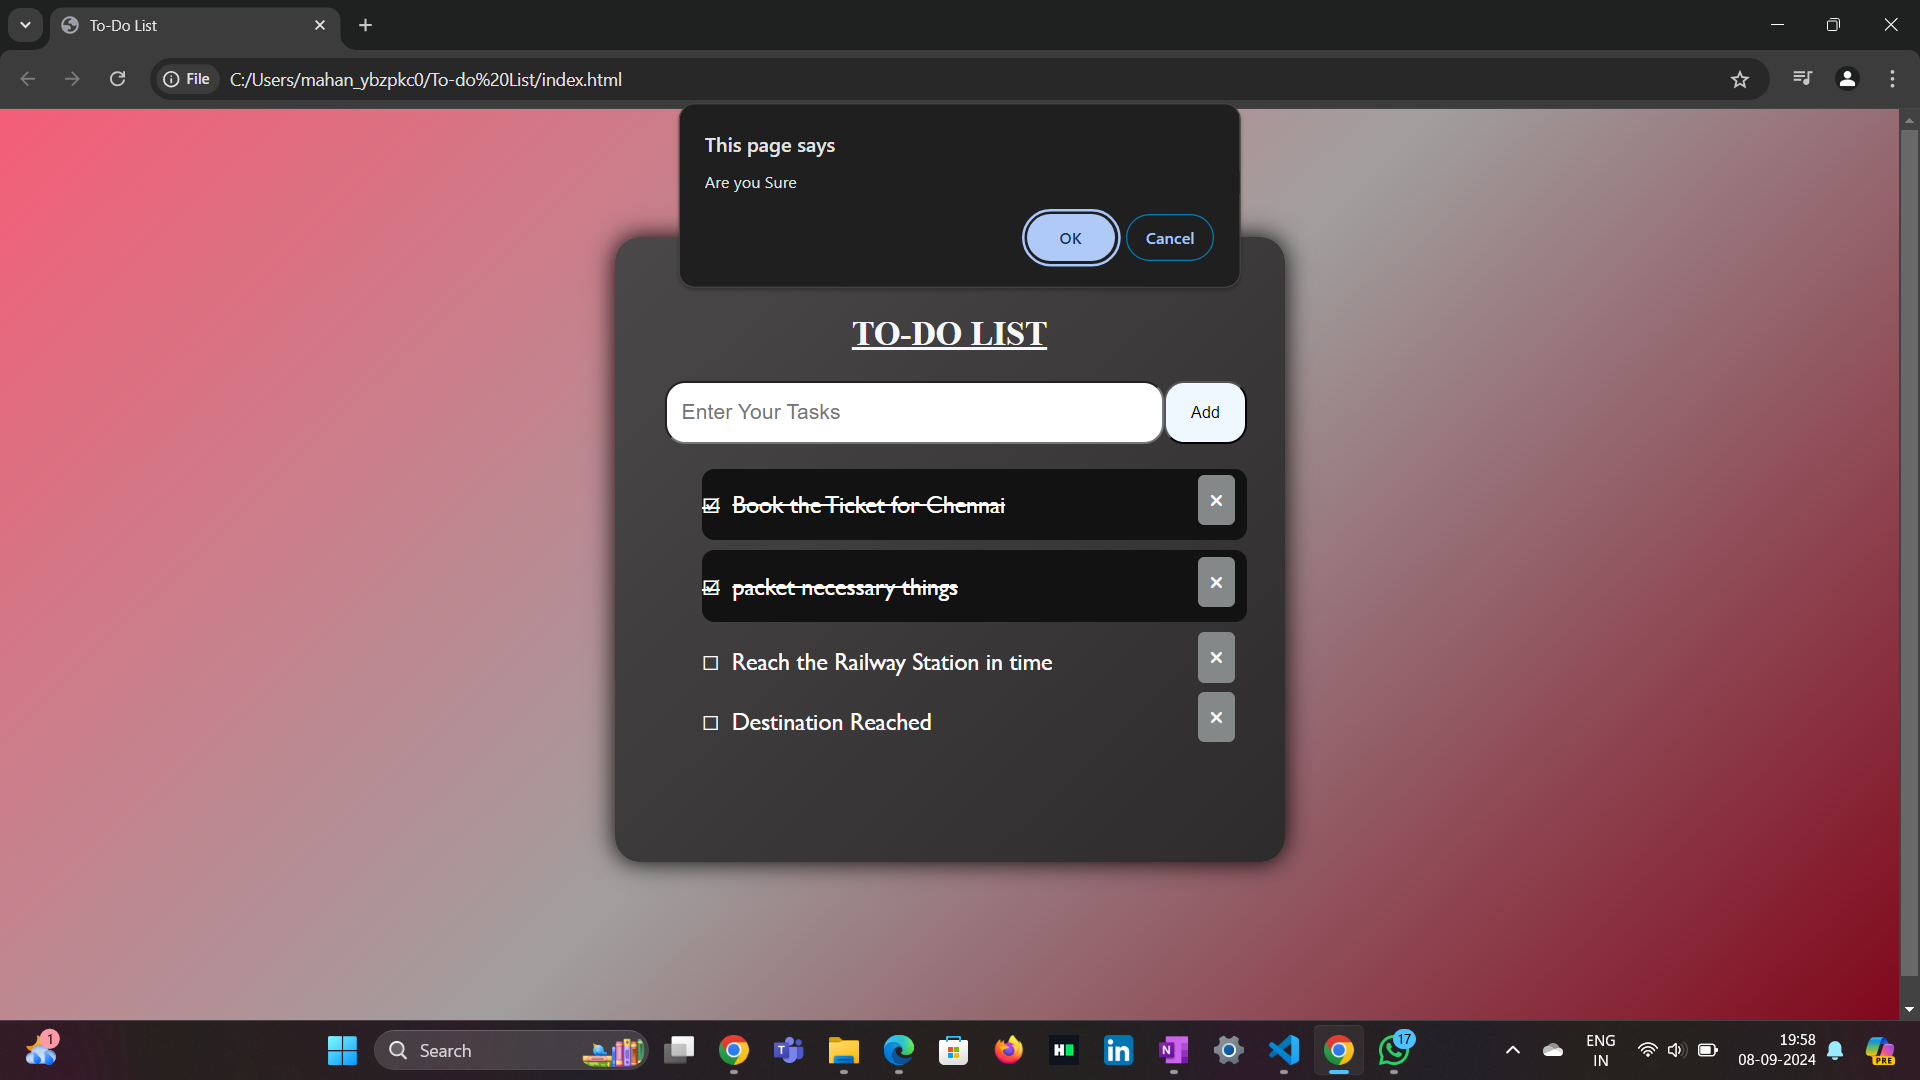 To-Do List
File
C:/Users/mahan_ybzpkc0/To-do%20List/index.html
This page says
Are you Sure
OK
Cancel
TO-DO LIST
Enter Your Tasks
Add
Book the Ticket for Chennai
packet necessary things
Reach the Railway Station in time
Destination Reached
1
Search
T
H
in
N
17
ENG
IN
19:58
08-09-2024
PRE